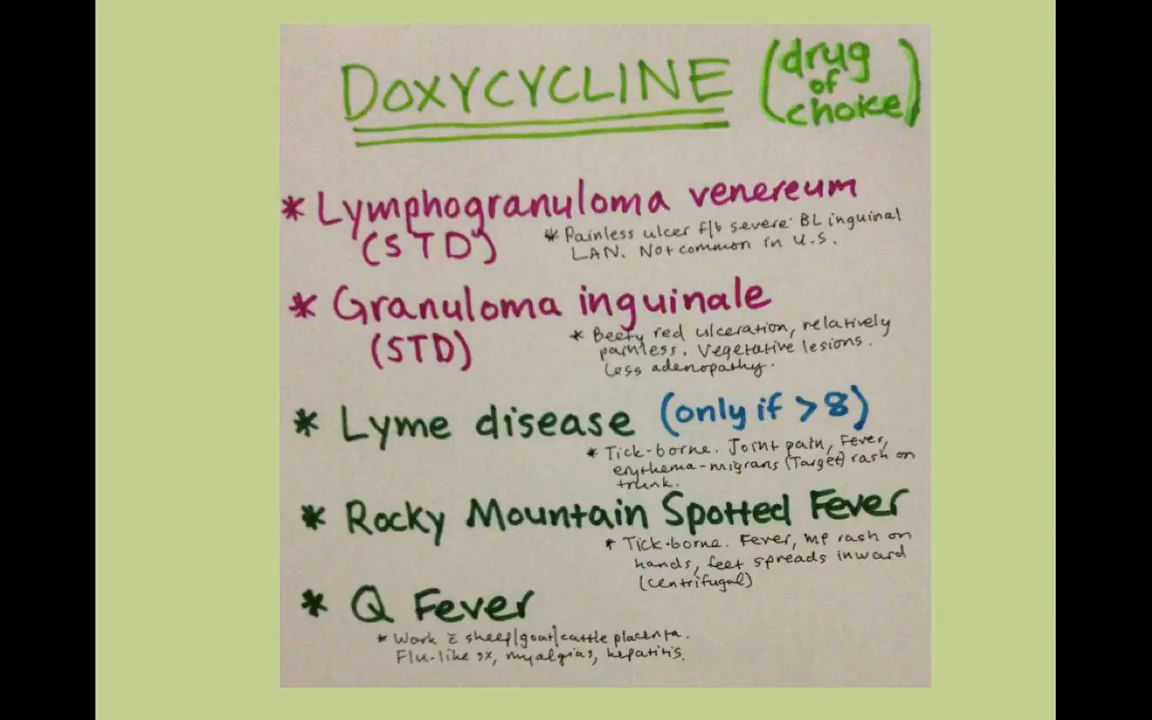 DOXYCYCLINE (drug of choice)
* Lymphogranuloma venereum
(STD)
* Painless ulcer f/b severe BL inguinal
LAN. Not common in U.S.
* Granuloma inguinale
(STD)
* Beefy red ulceration, relatively
painless. Vegetative lesions.
Less adenopathy.
* Lyme disease (only if > 8)
* Tick-borne. Joint pain, Fever,
erythema-migrans (Target) rash on
trunk.
* Rocky Mountain Spotted Fever
* Tick-borne. Fever, MP rash on
hands, feet spreads inward
(centrifugal)
* Q Fever
* Work c̄ sheep/goat/cattle placenta.
Flu-like sx, myalgias, hepatitis.